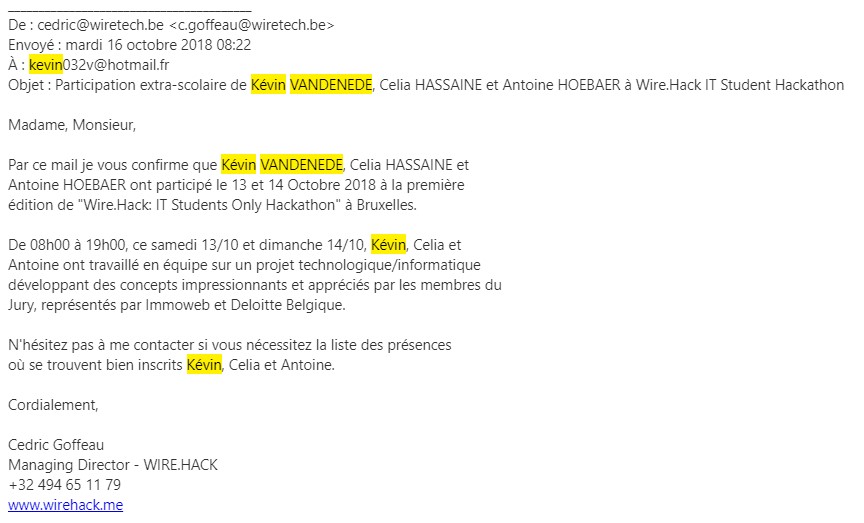 De : cedric@wiretech.be <c.goffeau@wiretech.be>
Envoyé : mardi 16 octobre 2018 08:22
À : kevin032v@hotmail.fr
Objet : Participation extra-scolaire de Kévin VANDENEDE, Celia HASSAINE et Antoine HOEBAER à Wire.Hack IT Student Hackathon
Madame, Monsieur,
Par ce mail je vous confirme que Kévin VANDENEDE, Celia HASSAINE et
Antoine HOEBAER ont participé le 13 et 14 Octobre 2018 à la première
édition de "Wire.Hack: IT Students Only Hackathon" à Bruxelles.
De 08h00 à 19h00, ce samedi 13/10 et dimanche 14/10, Kévin, Celia et
Antoine ont travaillé en équipe sur un projet technologique/informatique
développant des concepts impressionnants et appréciés par les membres du
Jury, représentés par Immoweb et Deloitte Belgique.
N'hésitez pas à me contacter si vous nécessitez la liste des présences
où se trouvent bien inscrits Kévin, Celia et Antoine.
Cordialement,
Cedric Goffeau
Managing Director - WIRE.HACK
+32 494 65 11 79
www.wirehack.me